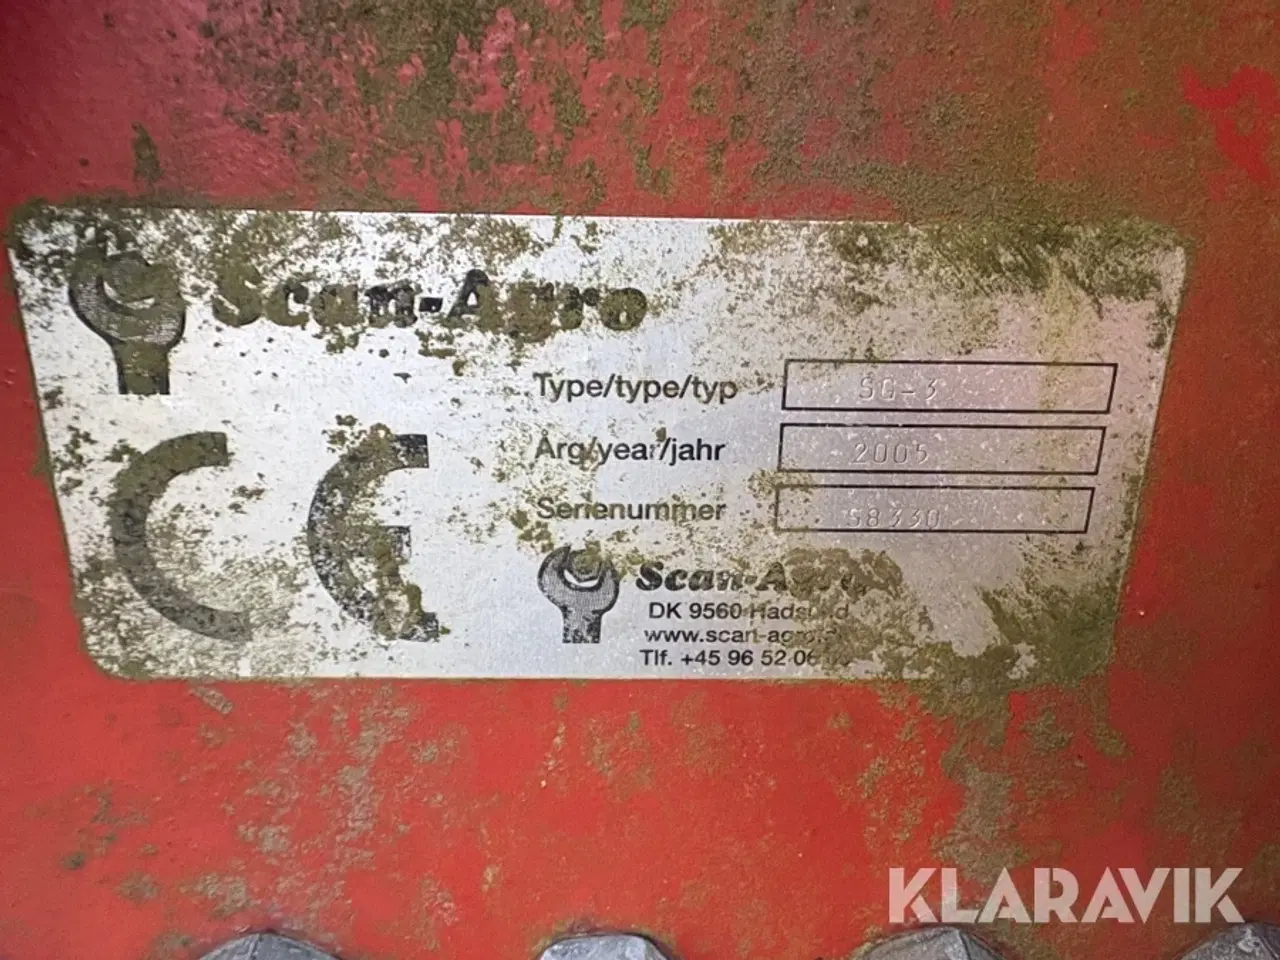 Scan-Agro
Type/type/typ SG-3
Årg/year/jahr 2005
Serienummer S8330
CE
Scan-Agro
DK 9560 Hadsund
www.scan-agro.
Tlf. +45 96 52 06
KLARAVIK